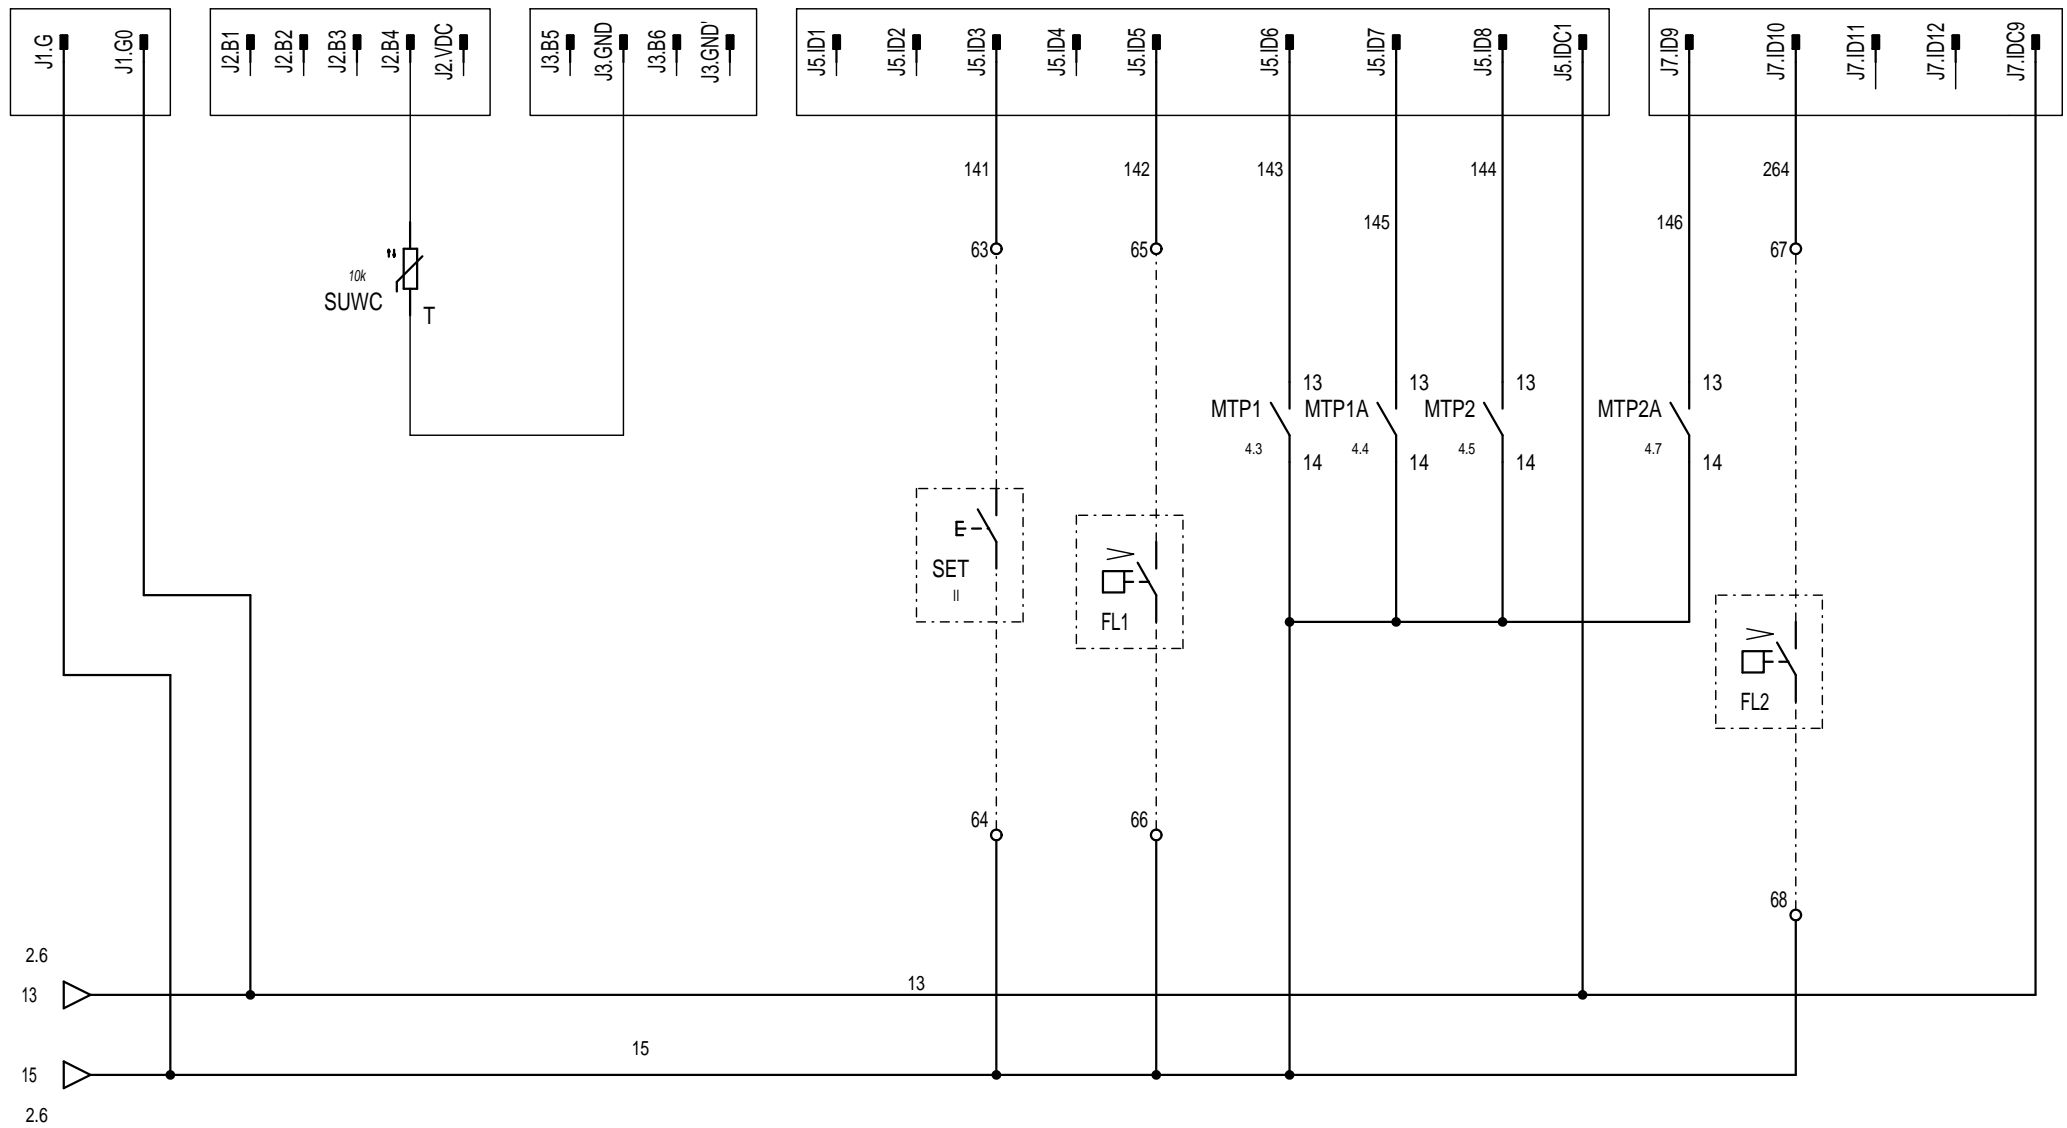 J1.G
J1.G0
J2.B1
J2.B2
J2.B3
J2.B4
J2.VDC
J3.B5
J3.GND
J3.B6
J3.GND'
J5.ID1
J5.ID2
J5.ID3
J5.ID4
J5.ID5
J5.ID6
J5.ID7
J5.ID8
J5.IDC1
J7.ID9
J7.ID10
J7.ID11
J7.ID12
J7.IDC9
141
142
143
144
264
145
146
63
65
67
10k
SUWC
T
13
13
13
13
MTP1
MTP1A
MTP2
MTP2A
4.3
4.4
4.5
4.7
14
14
14
14
SET
II
FL1
FL2
64
66
68
2.6
13
13
15
15
2.6